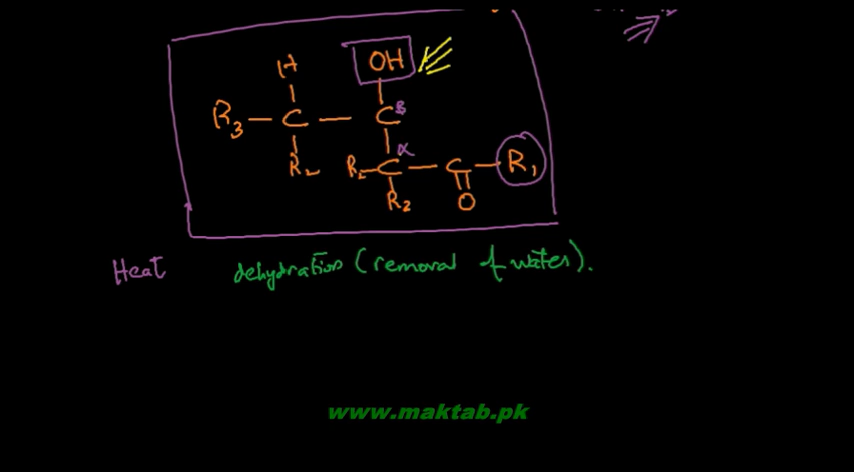 H OH
R3 — C — C β
R2 R2 — C α — C — R1
R2 O
Heat dehydration (removal of water).
www.maktab.pk